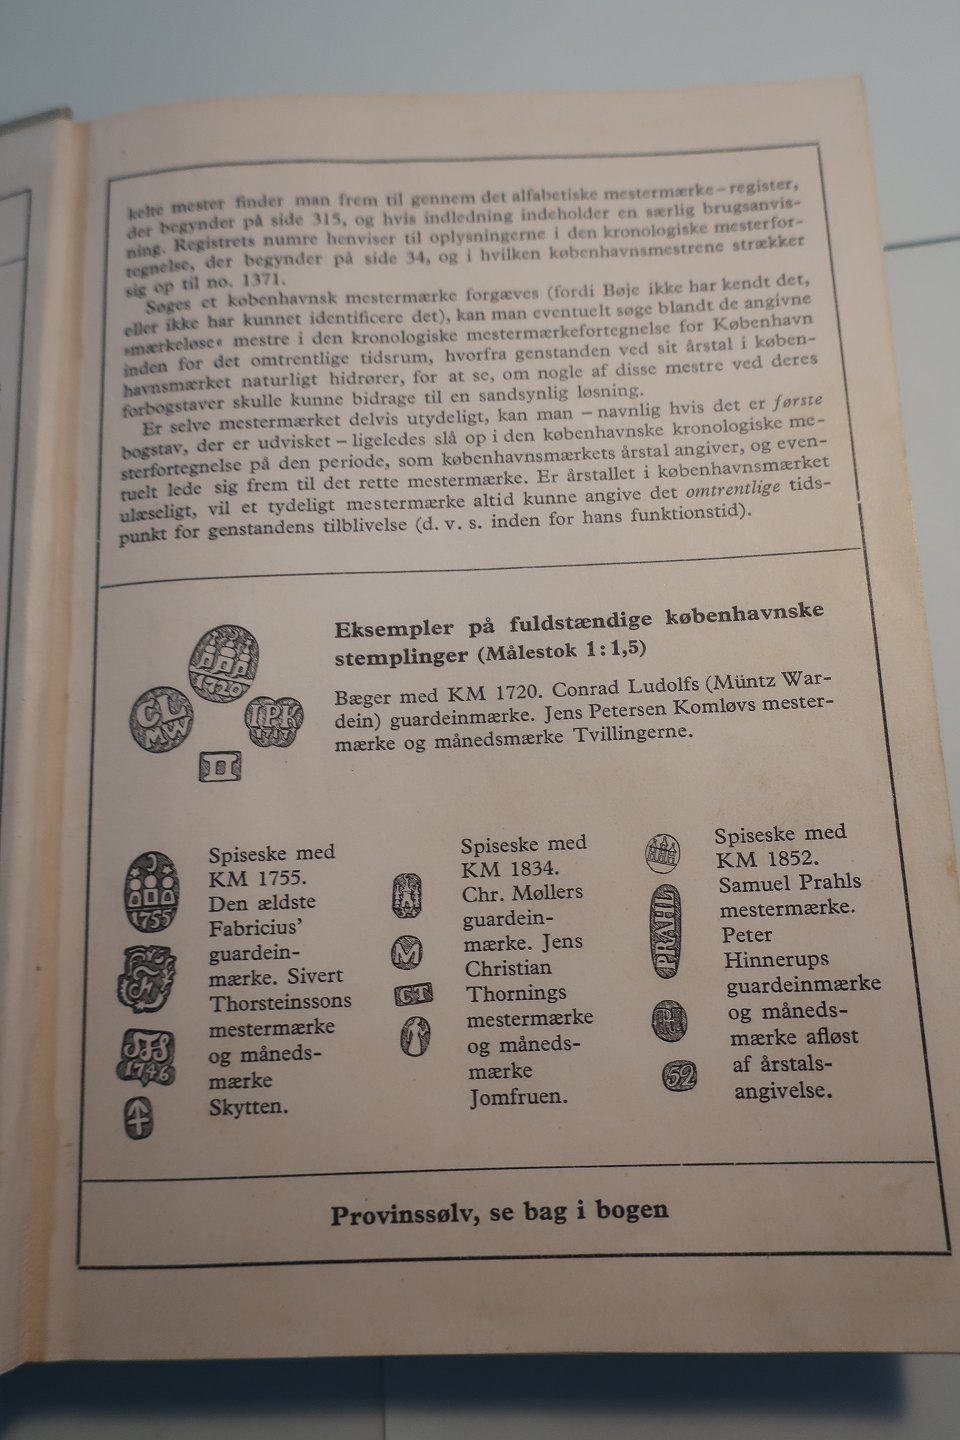 kelte mester finder man frem til gennem det alfabetiske mestermærke-register,
der begynder på side 315, og hvis indledning indeholder en særlig brugsanvis-
ning. Registrets numre henviser til oplysningerne i den kronologiske mesterfor-
tegnelse, der begynder på side 34, og i hvilken københavnsmestrene strækker
sig op til no. 1371.
Søges et københavnsk mestermærke forgæves (fordi Bøje ikke har kendt det,
eller ikke har kunnet identificere det), kan man eventuelt søge blandt de angivne
»mærkeløse« mestre i den kronologiske mestermærkefortegnelse for København
inden for det omtrentlige tidsrum, hvorfra genstanden ved sit årstal i køben-
havnsmærket naturligt hidrører, for at se, om nogle af disse mestre ved deres
forbogstaver skulle kunne bidrage til en sandsynlig løsning.
Er selve mestermærket delvis utydeligt, kan man – navnlig hvis det er første
bogstav, der er udvisket – ligeledes slå op i den københavnske kronologiske me-
sterfortegnelse på den periode, som københavnsmærkets årstal angiver, og even-
tuelt lede sig frem til det rette mestermærke. Er årstallet i københavnsmærket
ulæseligt, vil et tydeligt mestermærke altid kunne angive det omtrentlige tids-
punkt for genstandens tilblivelse (d. v. s. inden for hans funktionstid).
Eksempler på fuldstændige københavnske
stemplinger (Målestok 1:1,5)
Bæger med KM 1720. Conrad Ludolfs (Müntz War-
dein) guardeinmærke. Jens Petersen Komløvs mester-
mærke og månedsmærke Tvillingerne.
1720
CL
MW
IPK
1717
II
Spiseske med
KM 1755.
Den ældste
Fabricius'
guardein-
mærke. Sivert
Thorsteinssons
mestermærke
og måneds-
mærke
Skytten.
1755
F
STS
1746
Spiseske med
KM 1834.
Chr. Møllers
guardein-
mærke. Jens
Christian
Thornings
mestermærke
og måneds-
mærke
Jomfruen.
M
CT
Spiseske med
KM 1852.
Samuel Prahls
mestermærke.
Peter
Hinnerups
guardeinmærke
og måneds-
mærke afløst
af årstals-
angivelse.
PRAHL
52
Provinssølv, se bag i bogen